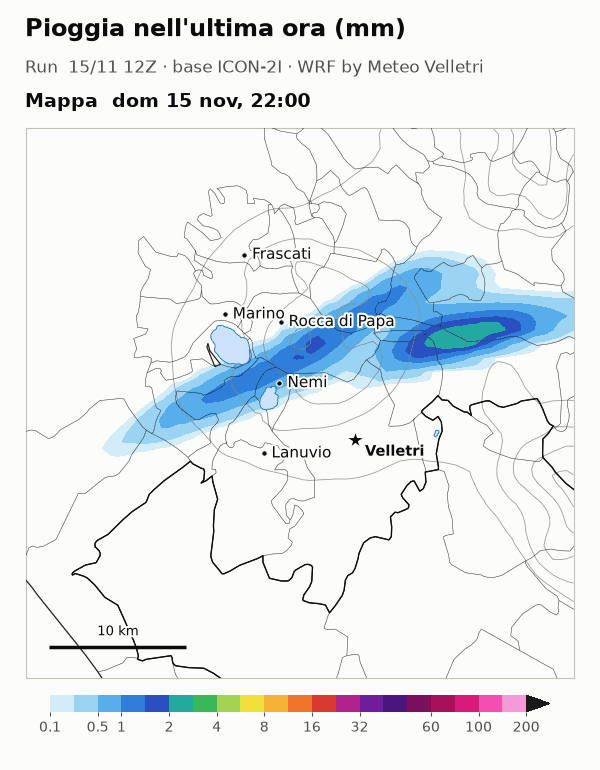 Pioggia nell'ultima ora (mm)
Run  15/11 12Z · base ICON-2I · WRF by Meteo Velletri
Mappa  dom 15 nov, 22:00
Frascati
Marino
Rocca di Papa
Nemi
Velletri
Lanuvio
10 km
0.1 0.5 1 2 4 8 16 32 60 100 200